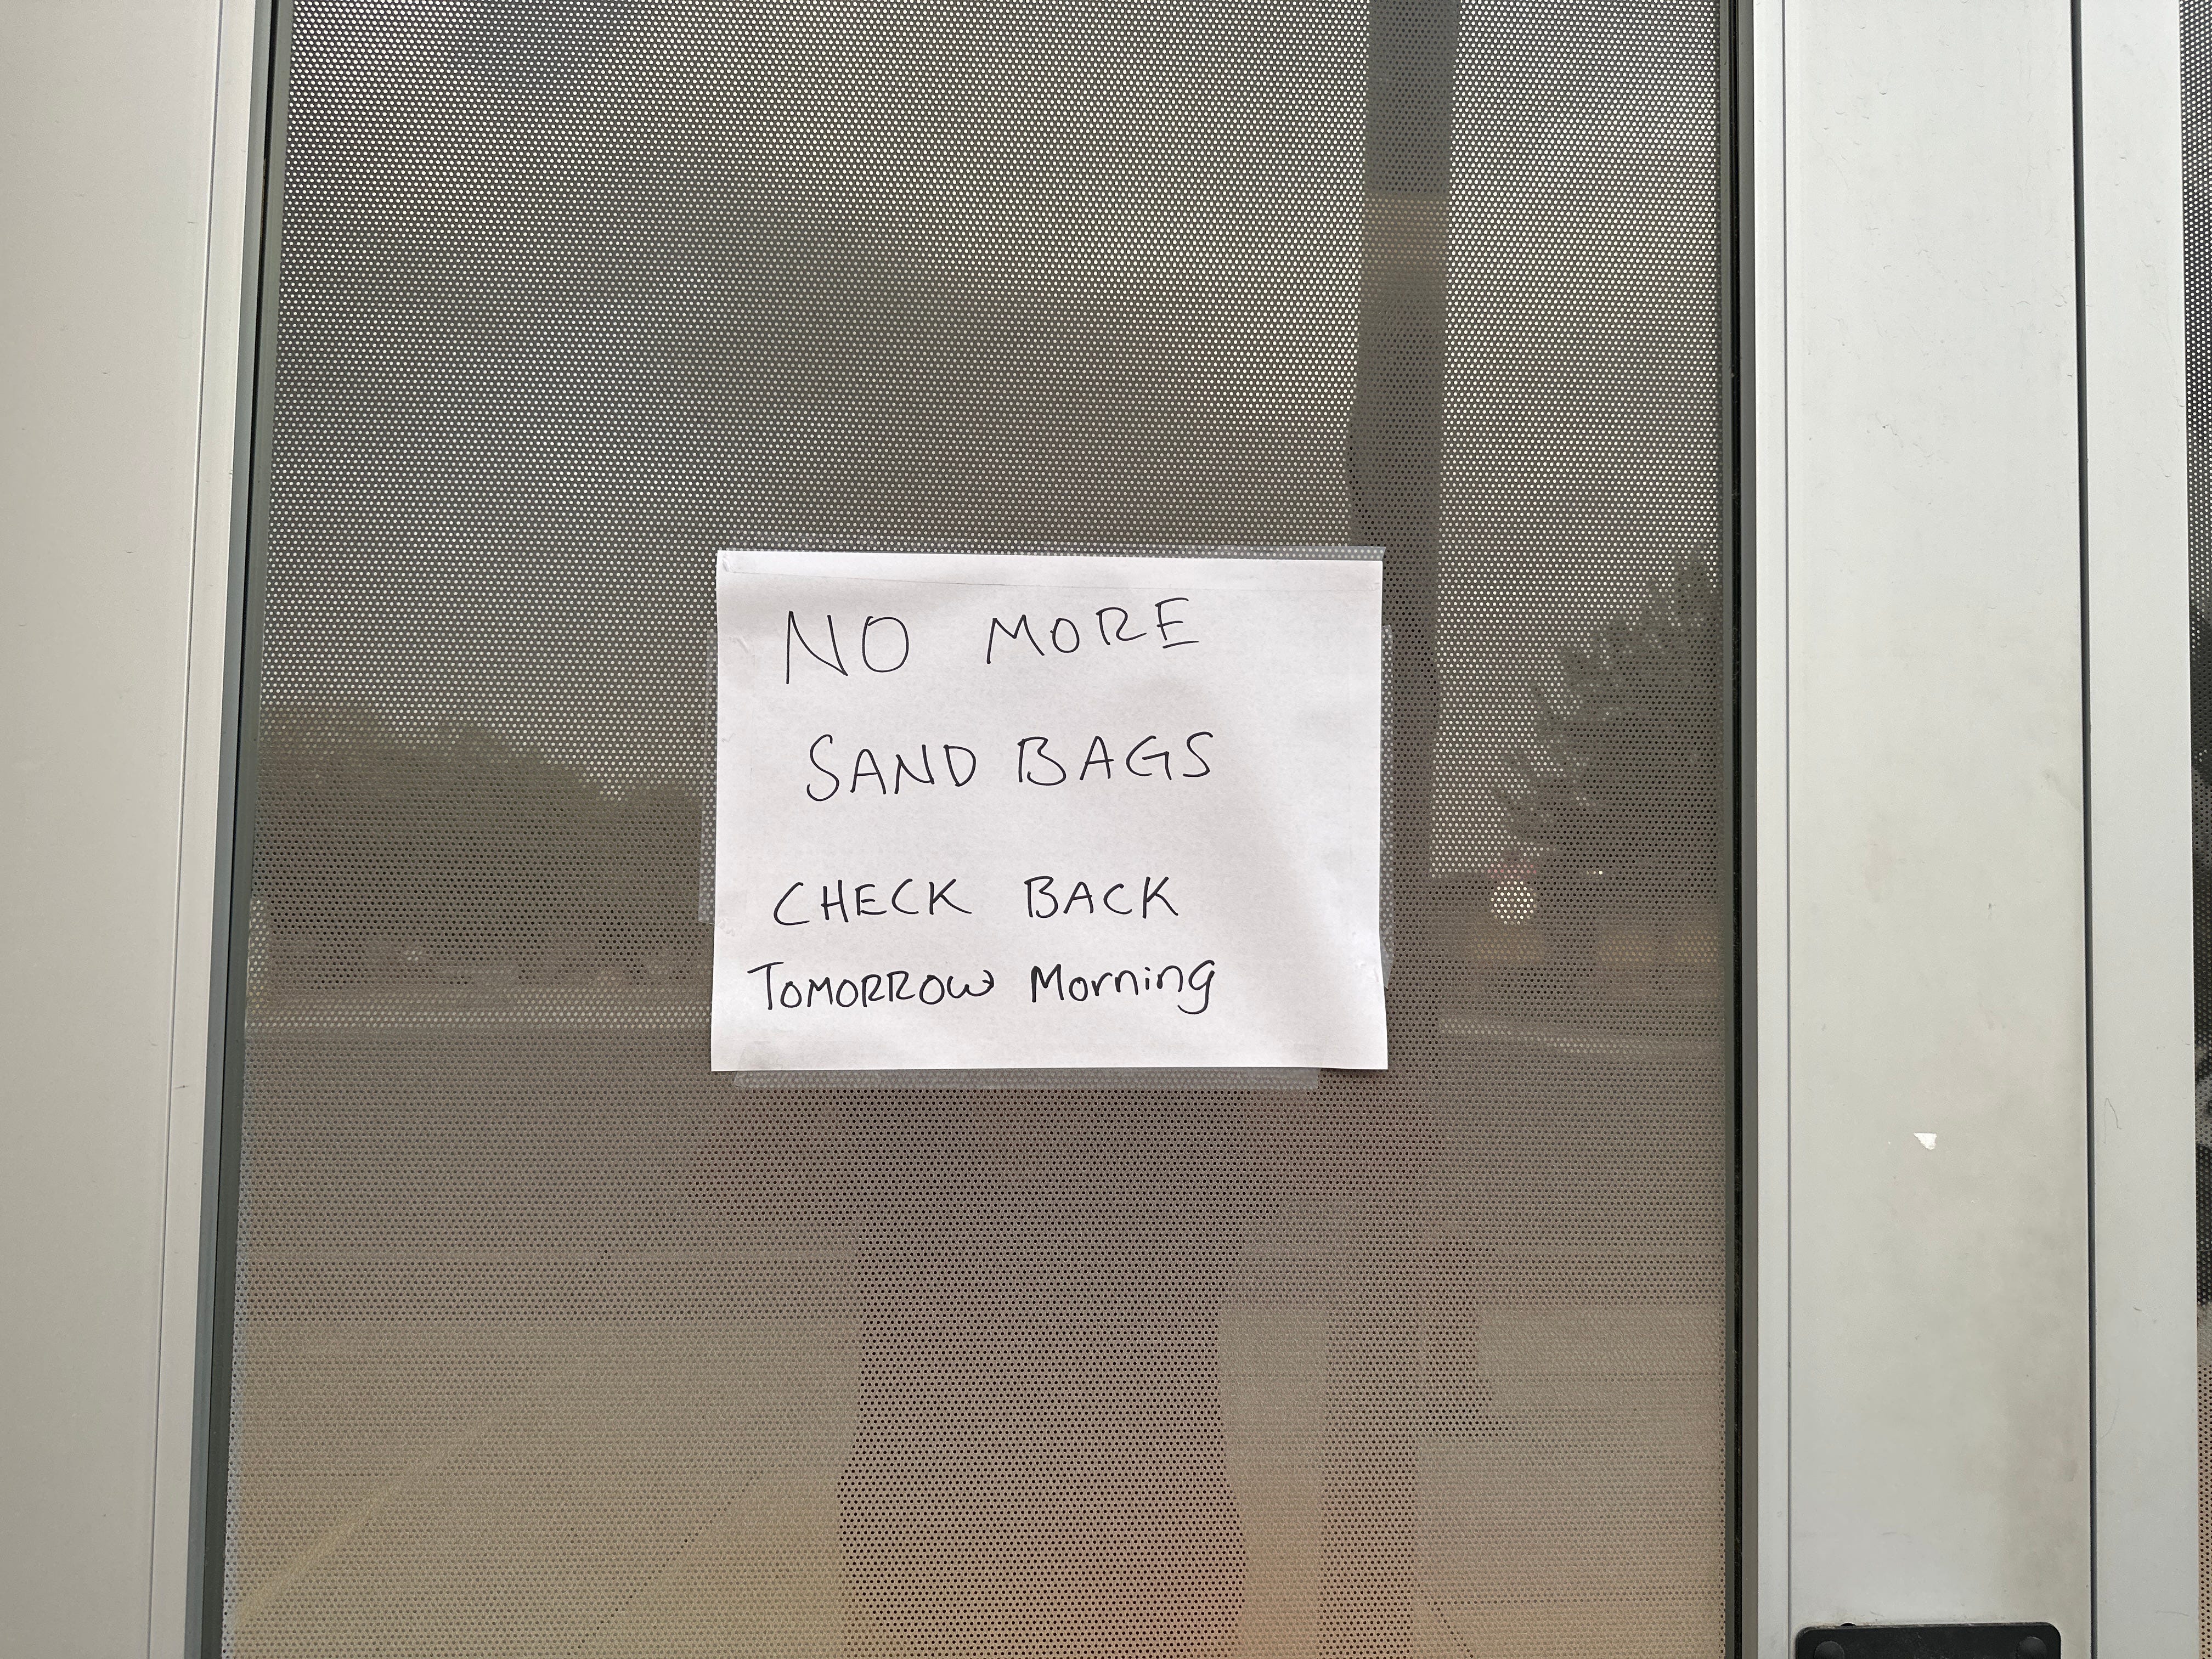 NO MORE
SAND BAGS
CHECK BACK
TOMORROW Morning